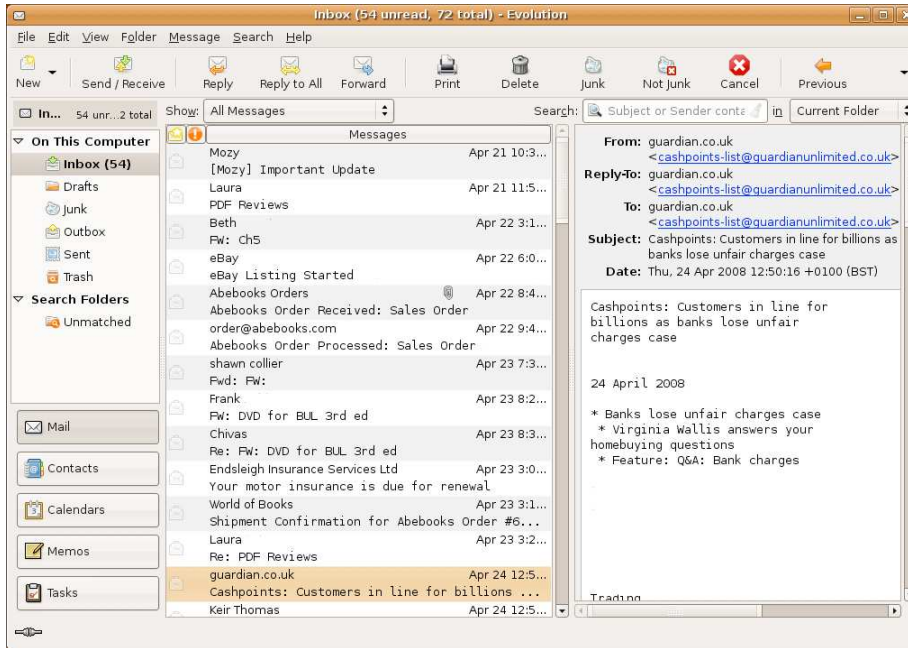 Inbox (54 unread, 72 total) - Evolution
File Edit View Folder Message Search Help
New Send / Receive Reply Reply to All Forward Print Delete Junk Not Junk Cancel Previous
In... 54 unr...2 total
Show: All Messages Search: Subject or Sender conta in Current Folder
On This Computer
Inbox (54)
Drafts
Junk
Outbox
Sent
Trash
Search Folders
Unmatched
Mail
Contacts
Calendars
Memos
Tasks
Messages
Mozy Apr 21 10:3...
[Mozy] Important Update
Laura Apr 21 11:5...
PDF Reviews
Beth Apr 22 3:1...
FW: Ch5
eBay Apr 22 6:0...
eBay Listing Started
Abebooks Orders Apr 22 8:4...
Abebooks Order Received: Sales Order
order@abebooks.com Apr 22 9:4...
Abebooks Order Processed: Sales Order
shawn collier Apr 23 7:3...
Fwd: FW:
Frank Apr 23 8:2...
FW: DVD for BUL 3rd ed
Chivas Apr 23 8:3...
Re: FW: DVD for BUL 3rd ed
Endsleigh Insurance Services Ltd Apr 23 3:0...
Your motor insurance is due for renewal
World of Books Apr 23 3:1...
Shipment Confirmation for Abebooks Order #6...
Laura Apr 23 3:2...
Re: PDF Reviews
guardian.co.uk Apr 24 12:5...
Cashpoints: Customers in line for billions ...
Keir Thomas Apr 24 12:5...
From: guardian.co.uk
<cashpoints-list@guardianunlimited.co.uk>
Reply-To: guardian.co.uk
<cashpoints-list@guardianunlimited.co.uk>
To: guardian.co.uk
<cashpoints-list@guardianunlimited.co.uk>
Subject: Cashpoints: Customers in line for billions as
banks lose unfair charges case
Date: Thu, 24 Apr 2008 12:50:16 +0100 (BST)
Cashpoints: Customers in line for
billions as banks lose unfair
charges case
24 April 2008
* Banks lose unfair charges case
* Virginia Wallis answers your
homebuying questions
* Feature: Q&A: Bank charges
Trading